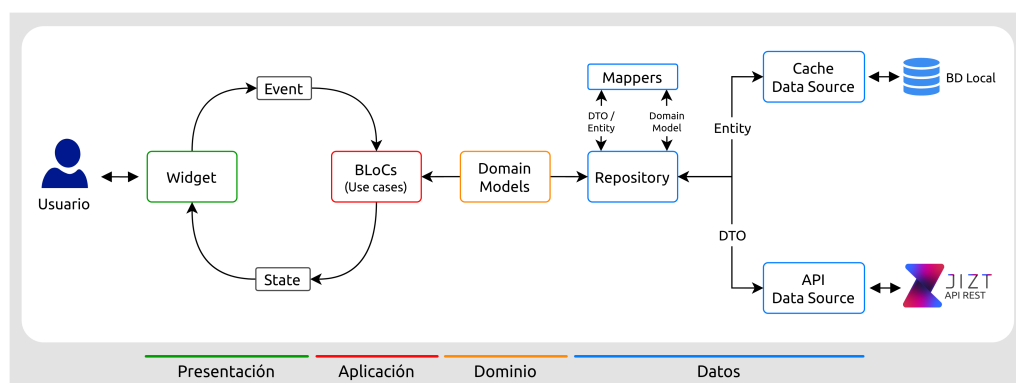 Usuario
Widget
Event
State
BLoCs
(Use cases)
Domain
Models
Mappers
DTO /
Entity
Domain
Model
Repository
Entity
DTO
Cache
Data Source
BD Local
API
Data Source
JIZT
API REST
Presentación
Aplicación
Dominio
Datos